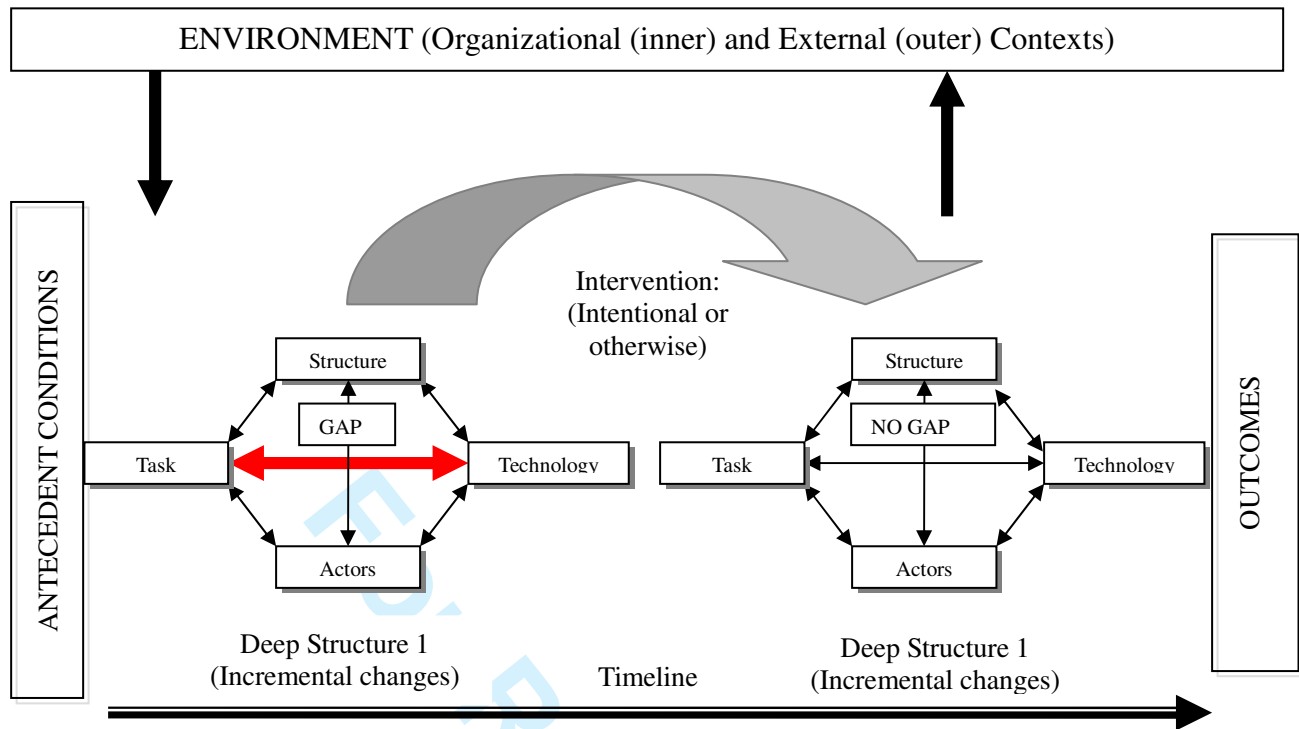 ENVIRONMENT (Organizational (inner) and External (outer) Contexts)
ANTECEDENT CONDITIONS
Intervention:
(Intentional or
otherwise)
Structure
GAP
Task
Technology
Actors
Deep Structure 1
(Incremental changes)
Structure
NO GAP
Task
Technology
Actors
Deep Structure 1
(Incremental changes)
Timeline
OUTCOMES